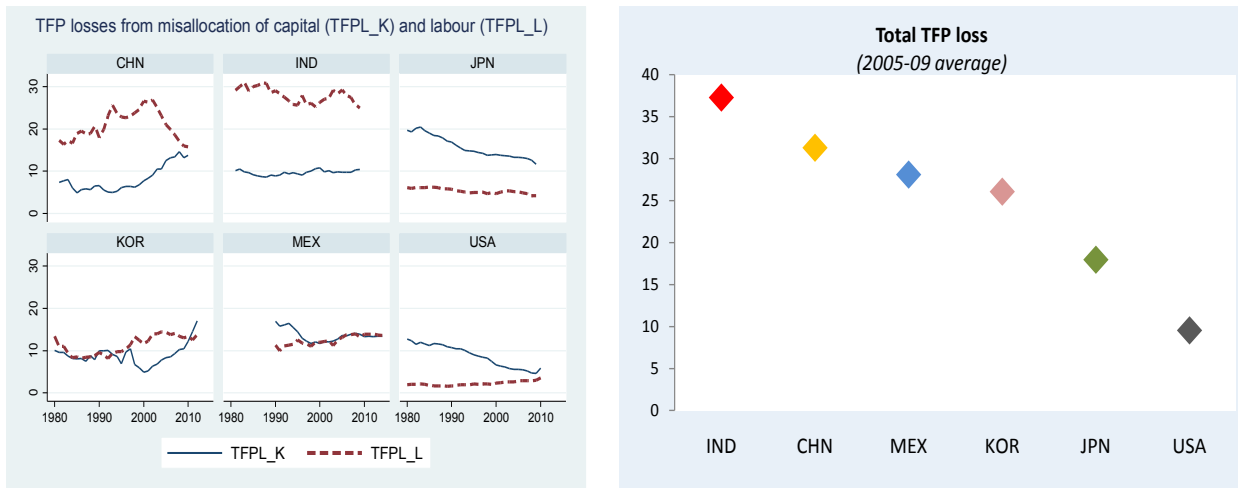 TFP losses from misallocation of capital (TFPL_K) and labour (TFPL_L)
CHN IND JPN
30
20
10
0
KOR MEX USA
30
20
10
0
1980 1990 2000 2010 1980 1990 2000 2010 1980 1990 2000 2010
TFPL_K TFPL_L
Total TFP loss
(2005-09 average)
40
35
30
25
20
15
10
5
0
IND CHN MEX KOR JPN USA